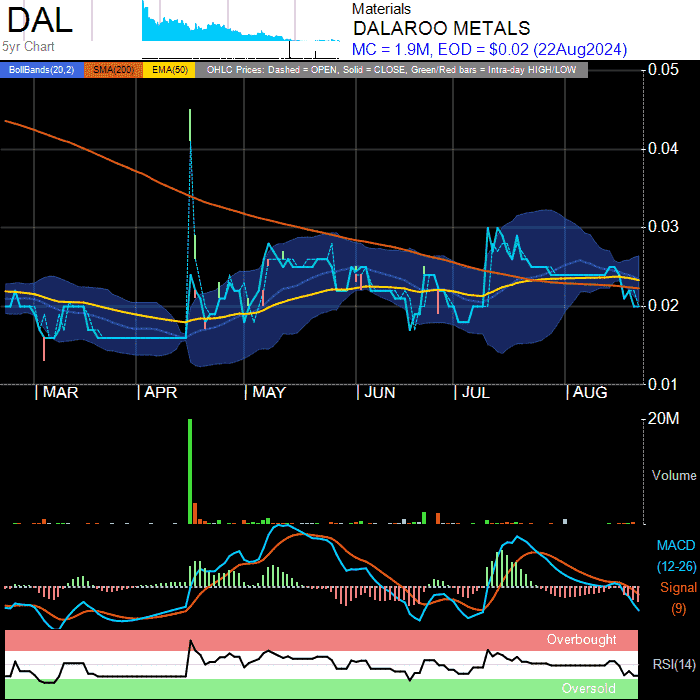 DAL
5yr Chart
Materials
DALAROO METALS
MC = 1.9M, EOD = $0.02 (22Aug2024)
BollBands(20,2) SMA(200) EMA(50) OHLC Prices: Dashed = OPEN, Solid = CLOSE, Green/Red bars = Intra-day HIGH/LOW
0.05
0.04
0.03
0.02
0.01
MAR APR MAY JUN JUL AUG
20M
Volume
MACD
(12-26)
Signal
(9)
Overbought
RSI(14)
Oversold